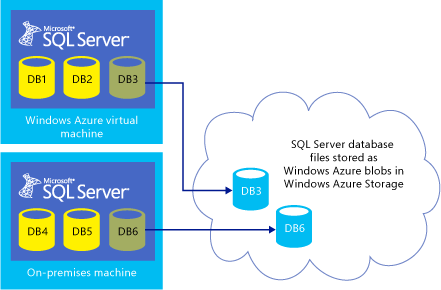 Microsoft®
SQL Server
DB1
DB2
DB3
Windows Azure virtual
machine
Microsoft®
SQL Server
DB4
DB5
DB6
On-premises machine
SQL Server database
files stored as
Windows Azure blobs in
Windows Azure Storage
DB3
DB6